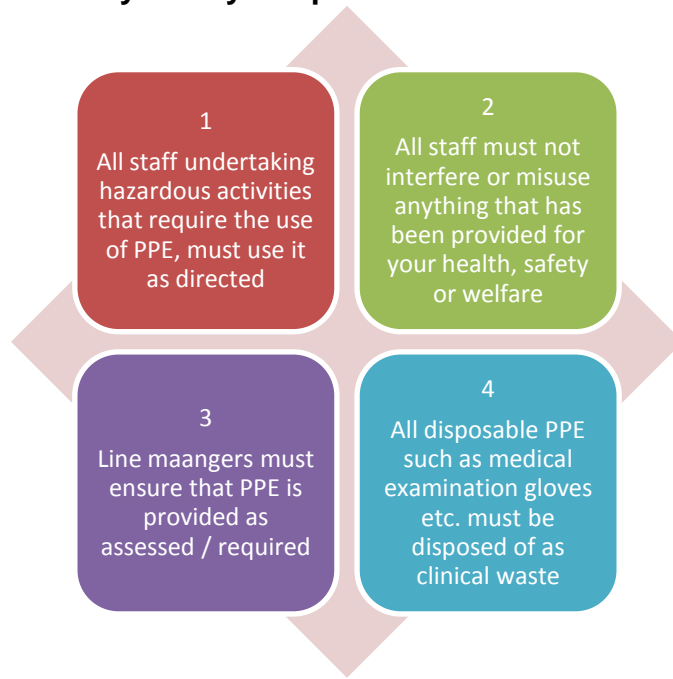 1
All staff undertaking
hazardous activities
that require the use
of PPE, must use it
as directed
2
All staff must not
interfere or misuse
anything that has
been provided for
your health, safety
or welfare
3
Line maangers must
ensure that PPE is
provided as
assessed / required
4
All disposable PPE
such as medical
examination gloves
etc. must be
disposed of as
clinical waste